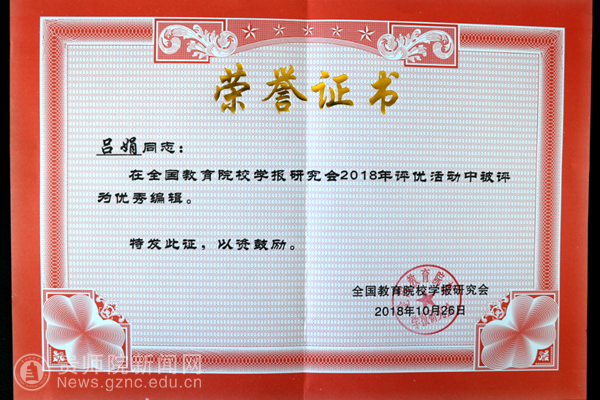 荣誉证书
吕娟同志：
在全国教育院校学报研究会2018年评优活动中被评
为优秀编辑。
特发此证，以资鼓励。
全国教育院校学报研究会
2018年10月26日
贵师院新闻网
News.gznc.edu.cn